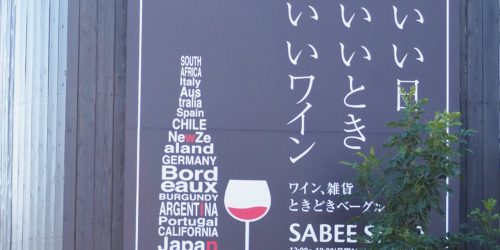 いい日
いいとき
いいワイン
SOUTH
AFRICA
Italy
Aus
tralia
Spain
CHILE
NewZe
aland
GERMANY
Bord
eaux
BURGUNDY
ARGENTINA
Portugal
CALIFORNIA
Japan
ワイン、雑貨
ときどきベーグル
SABEE